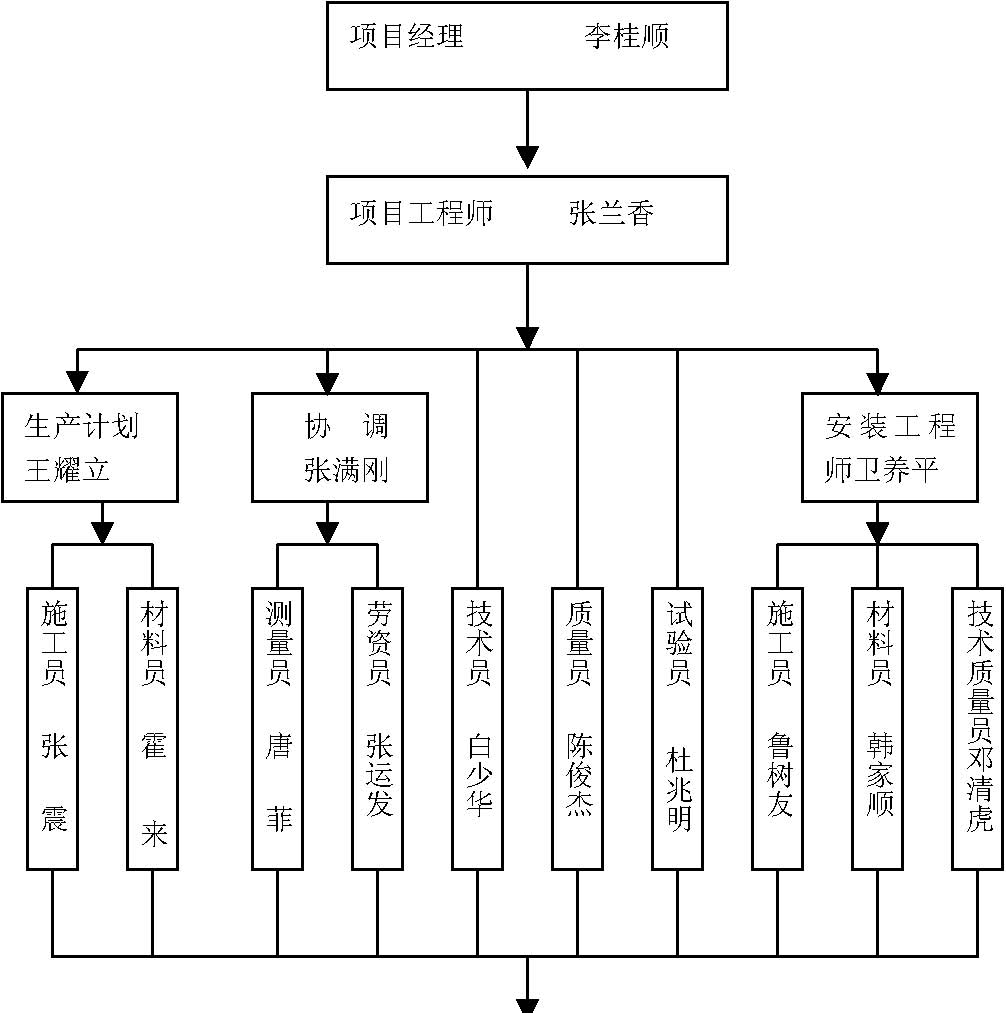 项目经理 李桂顺
项目工程师 张兰香
生产计划
王耀立
协 调
张满刚
安装工程
师卫养平
施工员 张 震
材料员 霍 来
测量员 唐 菲
劳资员 张运发
技术员 白少华
质量员 陈俊杰
试验员 杜兆明
施工员 鲁树友
材料员 韩家顺
技术质量员邓清虎